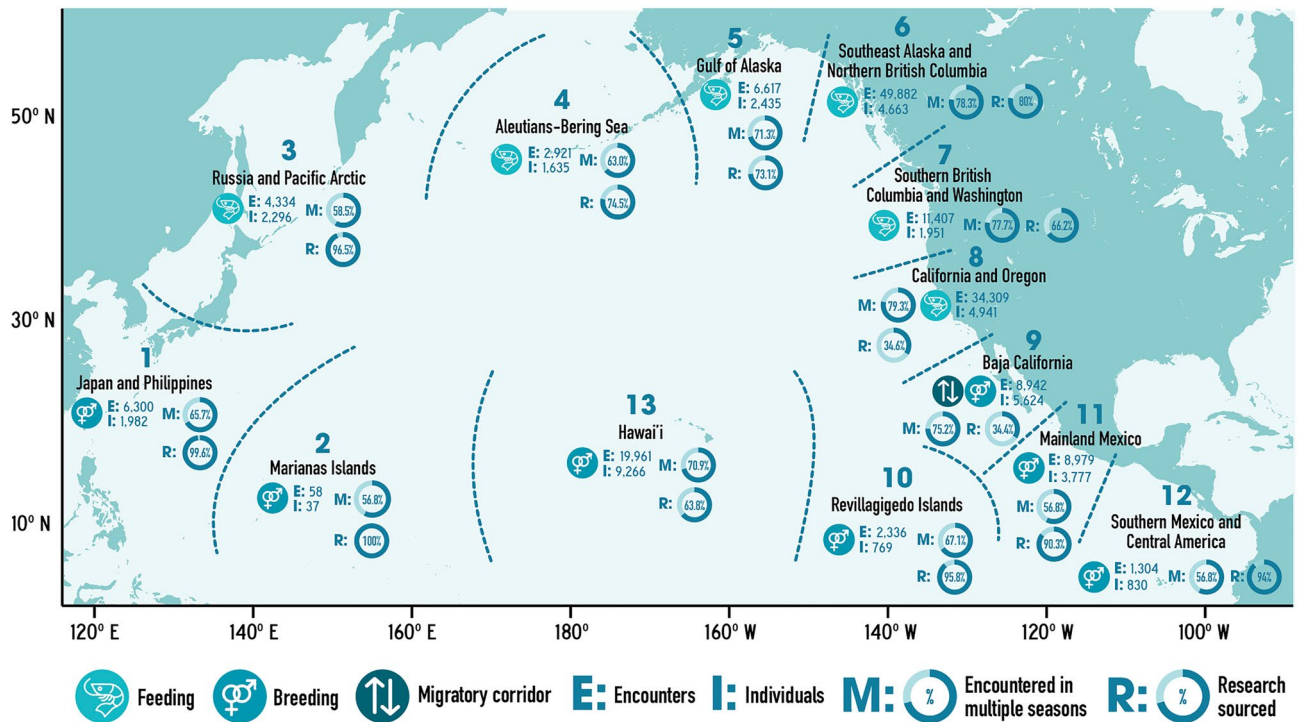 50° N
30° N
10° N
1
Japan and Philippines
E: 6,300
I: 1,982
M: 65.7%
R: 99.6%
2
Marianas Islands
E: 58
I: 37
M: 56.8%
R: 100%
3
Russia and Pacific Arctic
E: 4,334
I: 2,296
M: 58.5%
R: 96.5%
4
Aleutians-Bering Sea
E: 2,921
I: 1,635
M: 63.0%
R: 74.5%
5
Gulf of Alaska
E: 6,617
I: 2,435
M: 71.3%
R: 73.1%
6
Southeast Alaska and
Northern British Columbia
E: 49,882
I: 4,663
M: 78.3%
R: 80%
7
Southern British
Columbia and Washington
E: 11,407
I: 1,951
M: 77.7%
R: 66.2%
8
California and Oregon
E: 34,309
I: 4,941
M: 79.3%
R: 34.6%
9
Baja California
E: 8,942
I: 5,624
M: 75.2%
R: 34.4%
10
Revillagigedo Islands
E: 2,336
I: 769
M: 67.1%
R: 95.8%
11
Mainland Mexico
E: 8,979
I: 3,777
M: 56.8%
R: 90.3%
12
Southern Mexico and
Central America
E: 1,304
I: 830
M: 56.8%
R: 94%
13
Hawai'i
E: 19,961
I: 9,266
M: 70.9%
R: 63.8%
120° E
140° E
160° E
180°
160° W
140° W
120° W
100° W
Feeding
Breeding
Migratory corridor
E: Encounters
I: Individuals
M: % Encountered in
multiple seasons
R: % Research
sourced